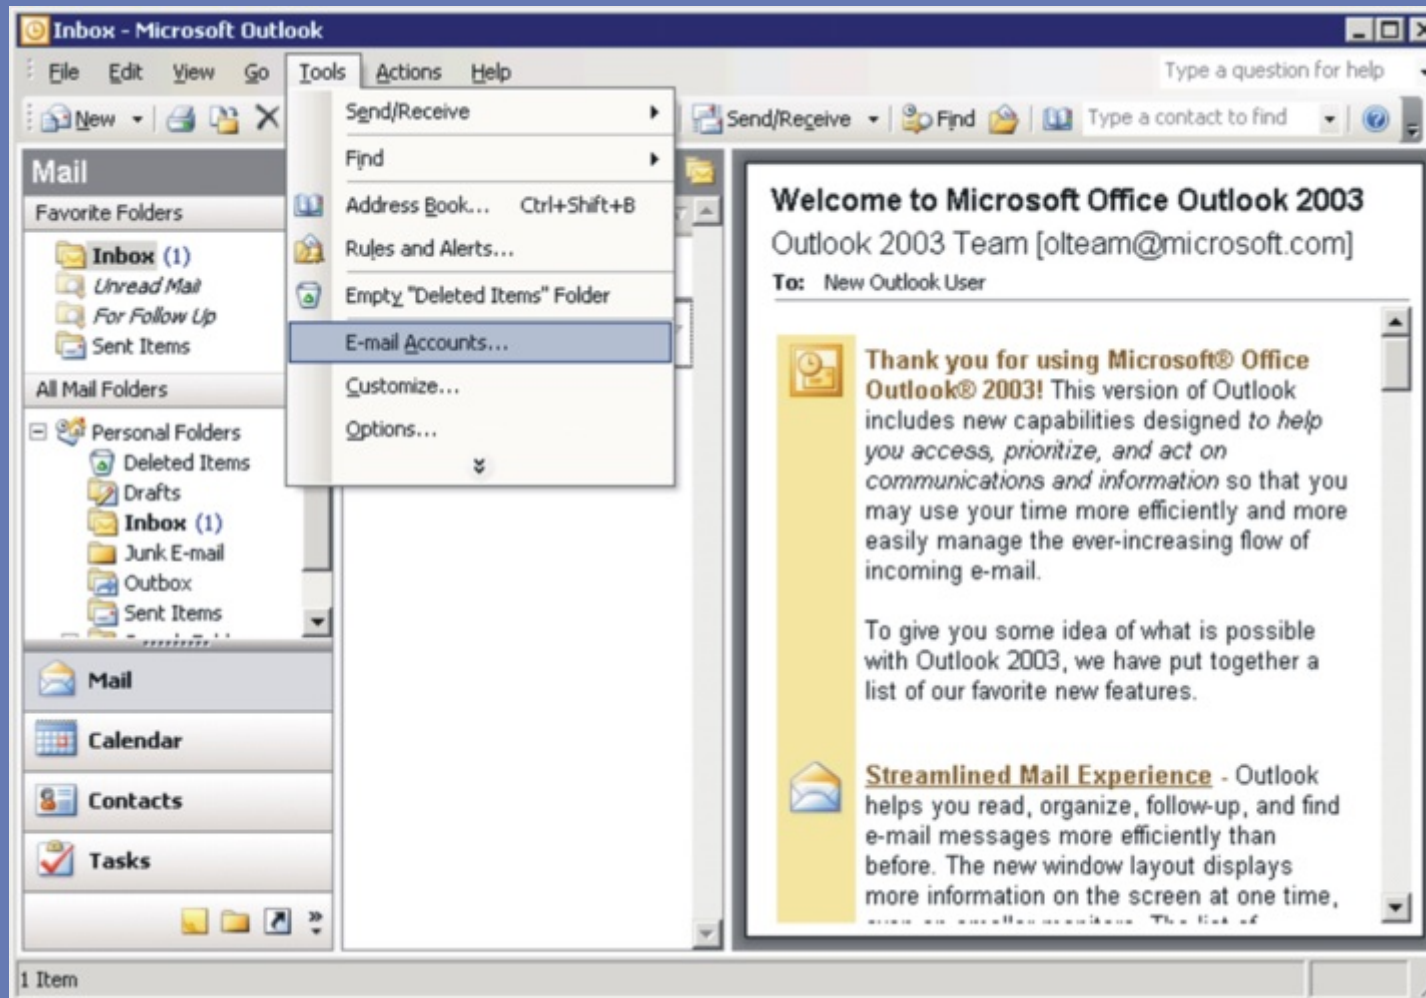 Inbox - Microsoft Outlook
File Edit View Go Tools Actions Help
Type a question for help
New
Send/Receive
Find
Type a contact to find
Send/Receive
Find
Address Book... Ctrl+Shift+B
Rules and Alerts...
Empty "Deleted Items" Folder
E-mail Accounts...
Customize...
Options...
Mail
Favorite Folders
Inbox (1)
Unread Mail
For Follow Up
Sent Items
All Mail Folders
Personal Folders
Deleted Items
Drafts
Inbox (1)
Junk E-mail
Outbox
Sent Items
Mail
Calendar
Contacts
Tasks
Welcome to Microsoft Office Outlook 2003
Outlook 2003 Team [olteam@microsoft.com]
To: New Outlook User
Thank you for using Microsoft® Office
Outlook® 2003! This version of Outlook
includes new capabilities designed to help
you access, prioritize, and act on
communications and information so that you
may use your time more efficiently and more
easily manage the ever-increasing flow of
incoming e-mail.
To give you some idea of what is possible
with Outlook 2003, we have put together a
list of our favorite new features.
Streamlined Mail Experience - Outlook
helps you read, organize, follow-up, and find
e-mail messages more efficiently than
before. The new window layout displays
more information on the screen at one time,
1 Item